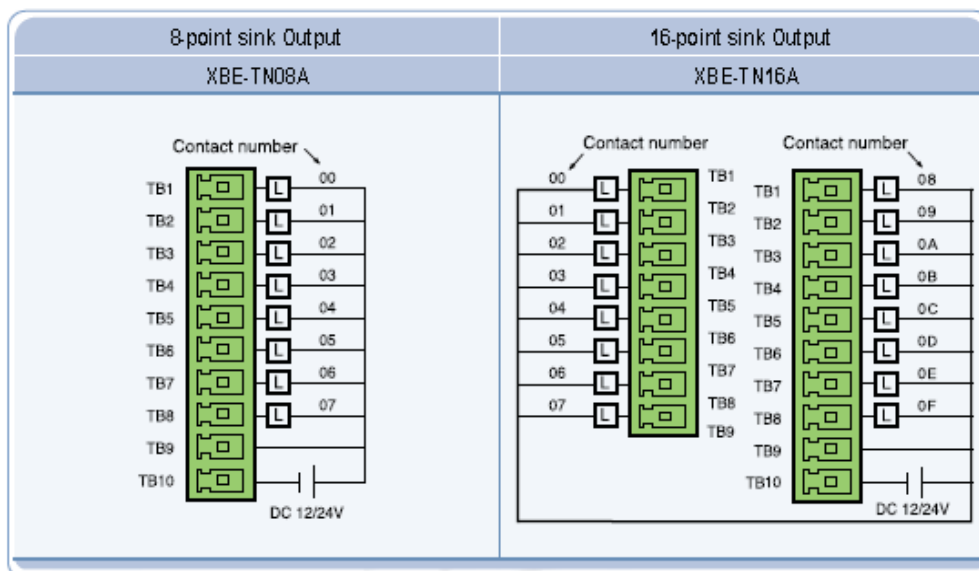 8-point sink Output
16-point sink Output
XBE-TN08A
XBE-TN16A
Contact number
00
TB1 L
01
TB2 L
02
TB3 L
03
TB4 L
04
TB5 L
05
TB6 L
06
TB7 L
07
TB8 L
TB9
TB10
DC 12/24V
Contact number
00 L TB1
01 L TB2
02 L TB3
03 L TB4
04 L TB5
05 L TB6
06 L TB7
07 L TB8
TB9
Contact number
08
TB1 L
09
TB2 L
0A
TB3 L
0B
TB4 L
0C
TB5 L
0D
TB6 L
0E
TB7 L
0F
TB8 L
TB9
TB10
DC 12/24V